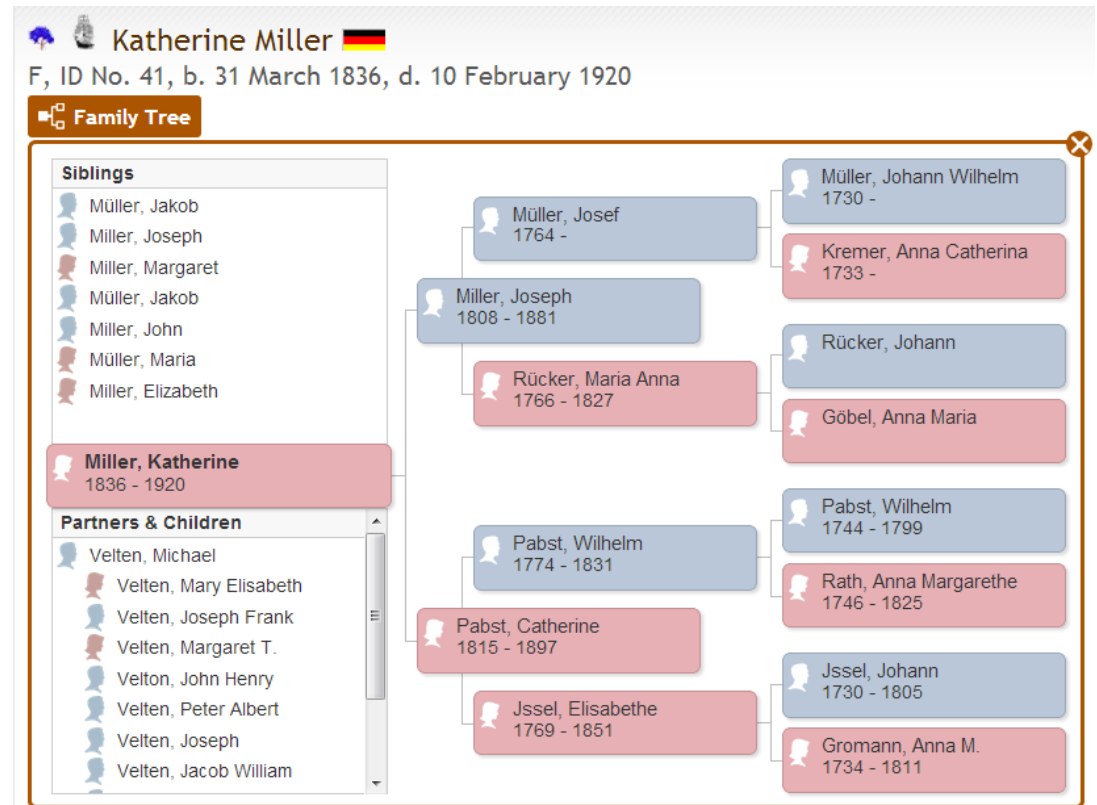 Katherine Miller
F, ID No. 41, b. 31 March 1836, d. 10 February 1920
Family Tree
Siblings
Müller, Jakob
Miller, Joseph
Miller, Margaret
Müller, Jakob
Miller, John
Müller, Maria
Miller, Elizabeth
Miller, Katherine
1836 - 1920
Partners & Children
Velten, Michael
Velten, Mary Elisabeth
Velten, Joseph Frank
Velten, Margaret T.
Velton, John Henry
Velten, Peter Albert
Velten, Joseph
Velten, Jacob William
Miller, Joseph
1808 - 1881
Pabst, Catherine
1815 - 1897
Müller, Josef
1764 -
Rücker, Maria Anna
1766 - 1827
Pabst, Wilhelm
1774 - 1831
Jssel, Elisabethe
1769 - 1851
Müller, Johann Wilhelm
1730 -
Kremer, Anna Catherina
1733 -
Rücker, Johann
Göbel, Anna Maria
Pabst, Wilhelm
1744 - 1799
Rath, Anna Margarethe
1746 - 1825
Jssel, Johann
1730 - 1805
Gromann, Anna M.
1734 - 1811